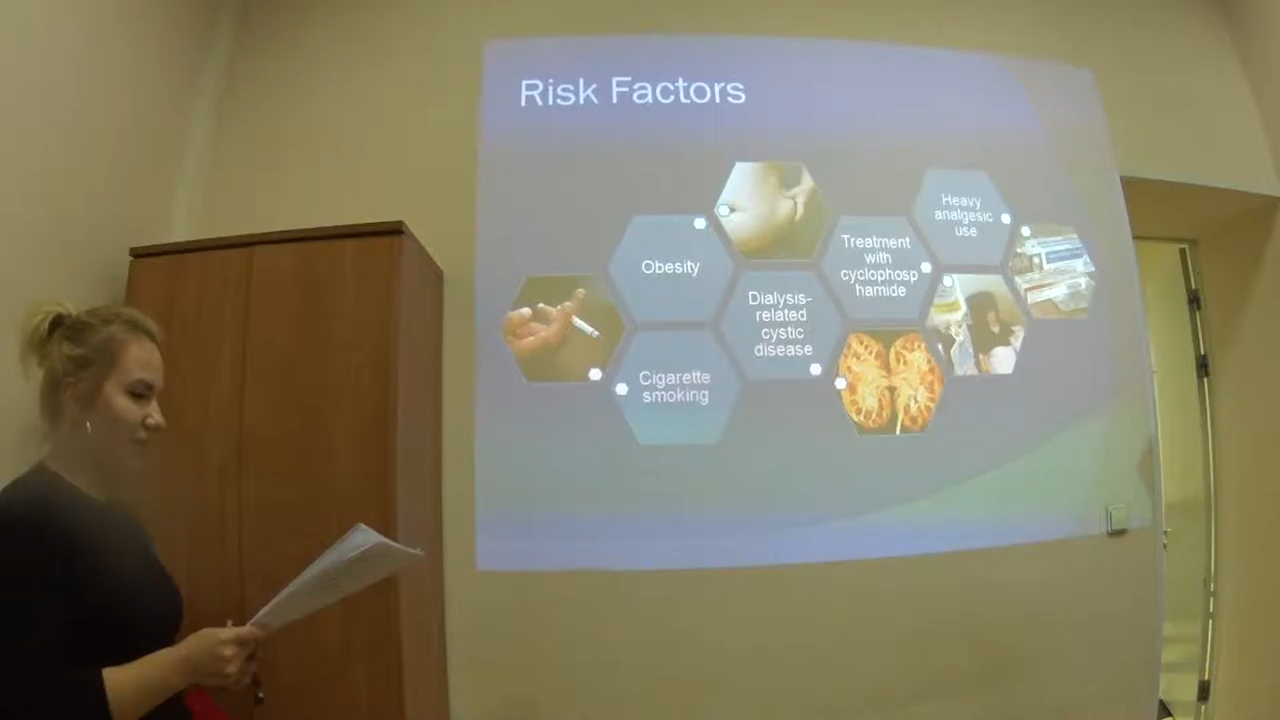 Risk Factors
Obesity
Cigarette
smoking
Dialysis-
related
cystic
disease
Treatment
with
cyclophosp
hamide
Heavy
analgesic
use